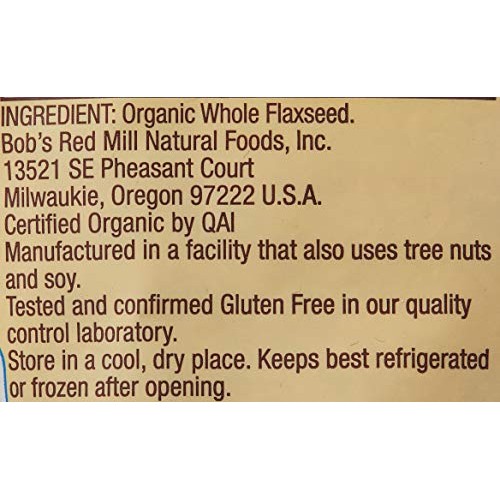 INGREDIENT: Organic Whole Flaxseed.
Bob's Red Mill Natural Foods, Inc.
13521 SE Pheasant Court
Milwaukie, Oregon 97222 U.S.A.
Certified Organic by QAI
Manufactured in a facility that also uses tree nuts
and soy.
Tested and confirmed Gluten Free in our quality
control laboratory.
Store in a cool, dry place. Keeps best refrigerated
or frozen after opening.